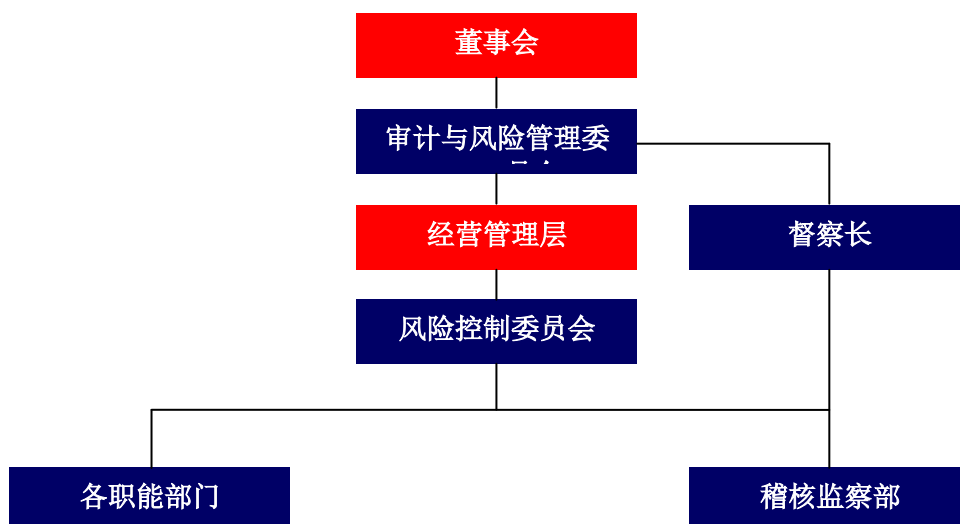 董事会
审计与风险管理委
经营管理层
督察长
风险控制委员会
各职能部门
稽核监察部